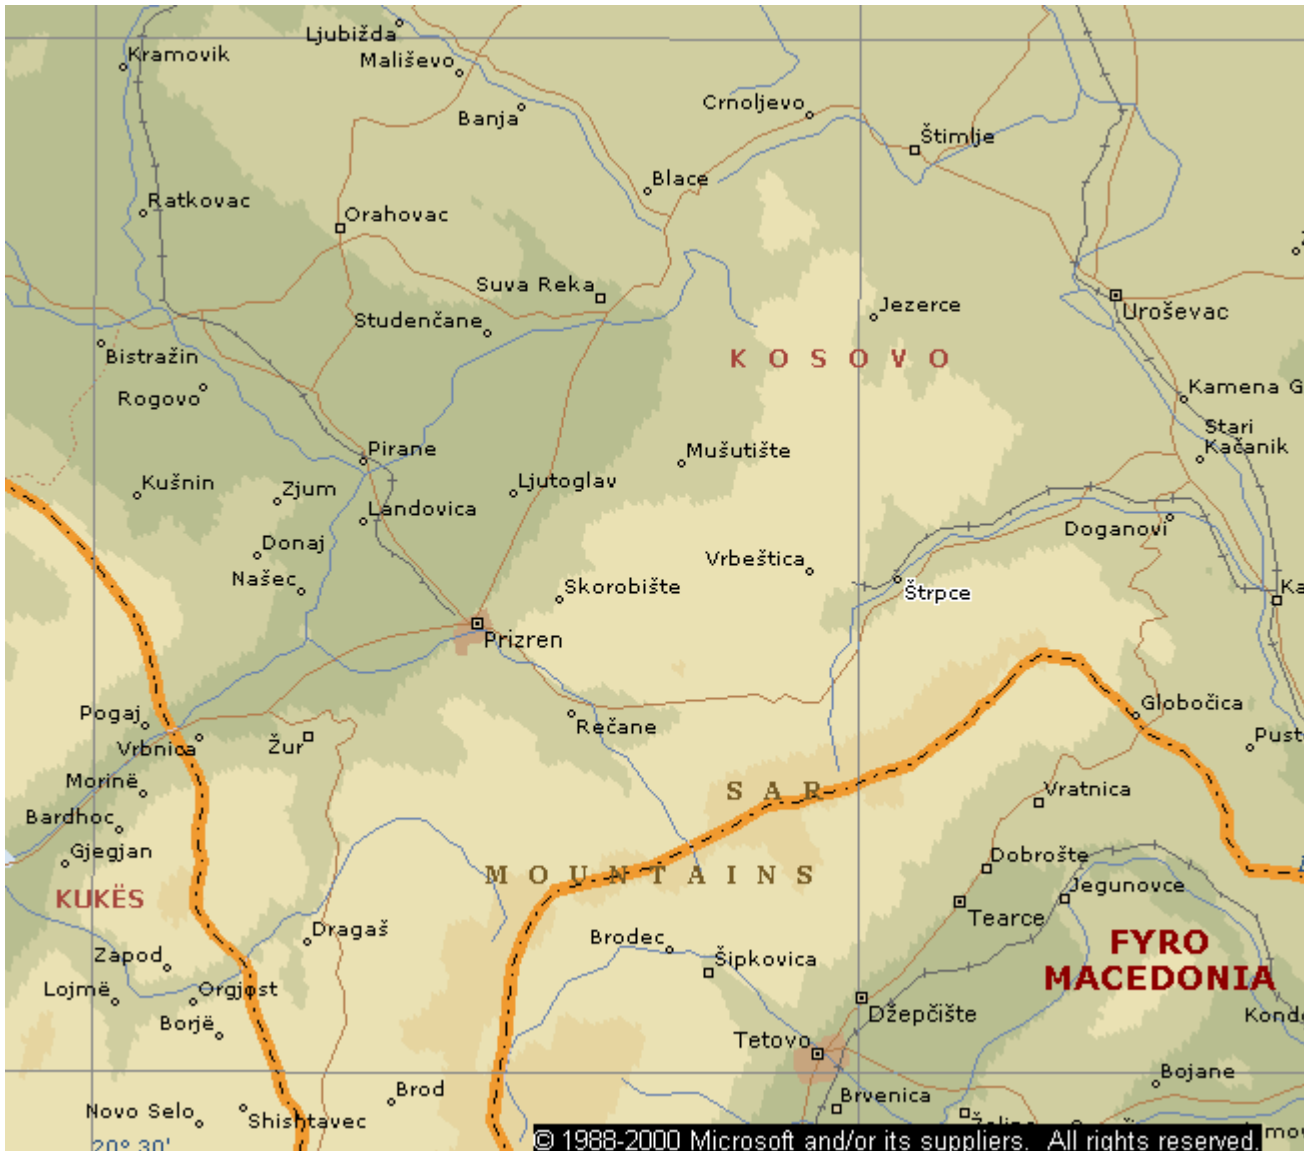 Ljubižda
Kramovik
Mališevo
Crnoljevo
Banja
Štimlje
Blace
Ratkovac
Orahovac
Suva Reka
Jezerce
Uroševac
Studenčane
Bistražin
KOSOVO
Kamena G
Rogovo
Stari
Kačanik
Pirane
Mušutište
Kušnin
Zjum
Ljutoglav
Landovica
Doganovi
Donaj
Vrbeštica
Našec
Skorobište
Štrpce
Ka
Prizren
Globočica
Pogaj
Rečane
Vrbnica
Žur
Pust
Morinë
SAR
Vratnica
Bardhoc
Gjegjan
Dobrošte
MOUNTAINS
Jegunovce
KUKËS
Tearce
Dragaš
Brodec
FYRO
MACEDONIA
Zapod
Šipkovica
Lojmë
Orgjost
Džepčište
Kond
Borjë
Tetovo
Bojane
Brod
Brvenica
Novo Selo
Shishtavec
20° 30'
© 1988-2000 Microsoft and/or its suppliers. All rights reserved.